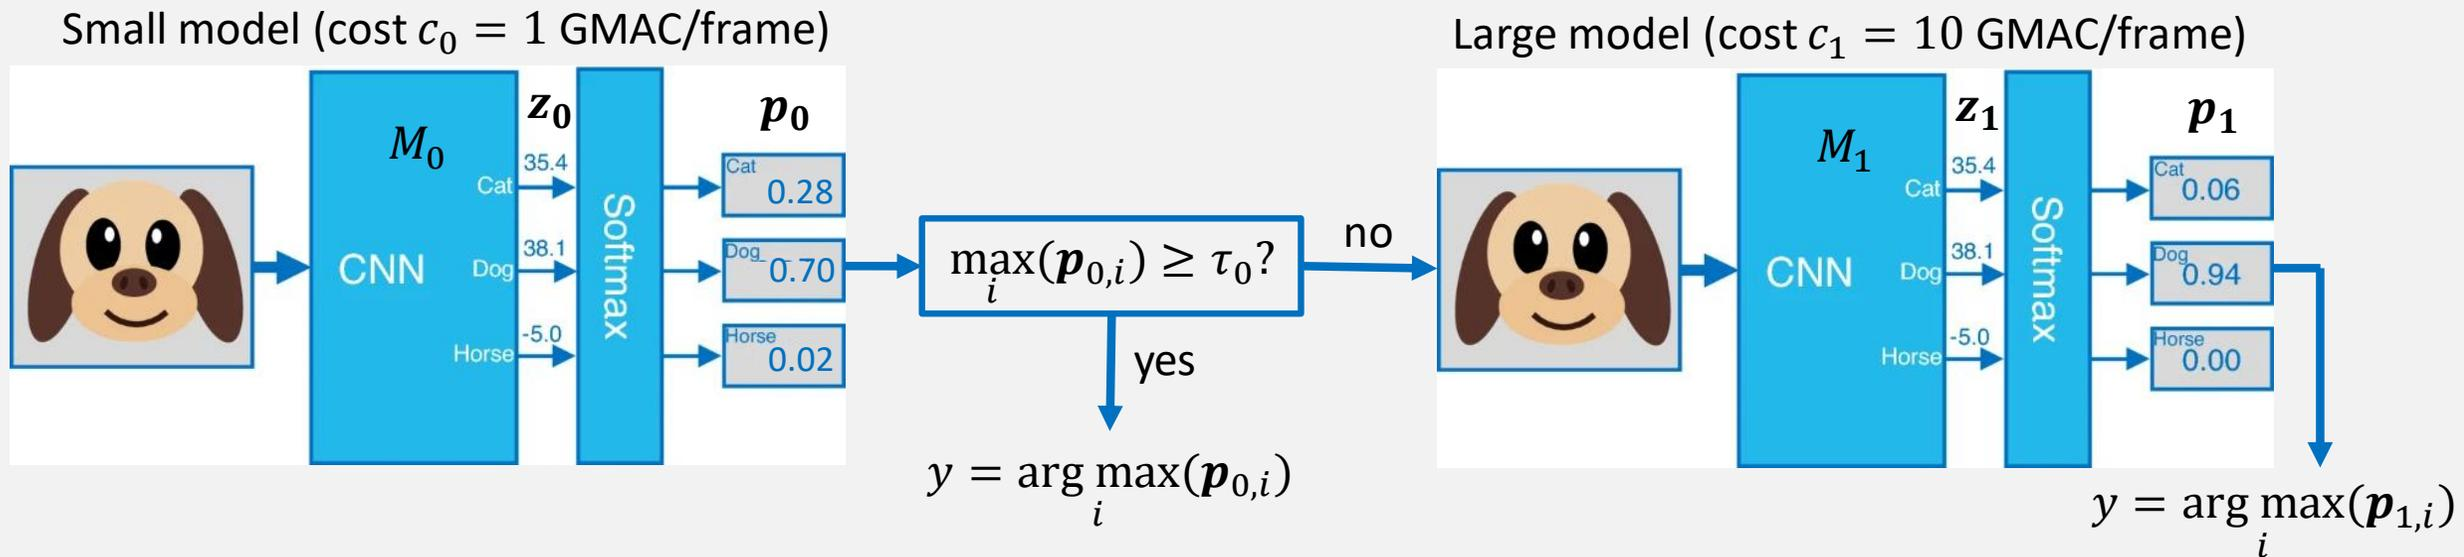 Small model (cost c₀ = 1 GMAC/frame)
M₀
CNN
z₀
35.4
Cat
38.1
Dog
-5.0
Horse
Softmax
p₀
Cat
0.28
Dog
0.70
Horse
0.02
max(p₀,ᵢ) ≥ τ₀?
i
no
yes
y = arg max(p₀,ᵢ)
i
Large model (cost c₁ = 10 GMAC/frame)
M₁
CNN
z₁
35.4
Cat
38.1
Dog
-5.0
Horse
Softmax
p₁
Cat
0.06
Dog
0.94
Horse
0.00
y = arg max(p₁,ᵢ)
i